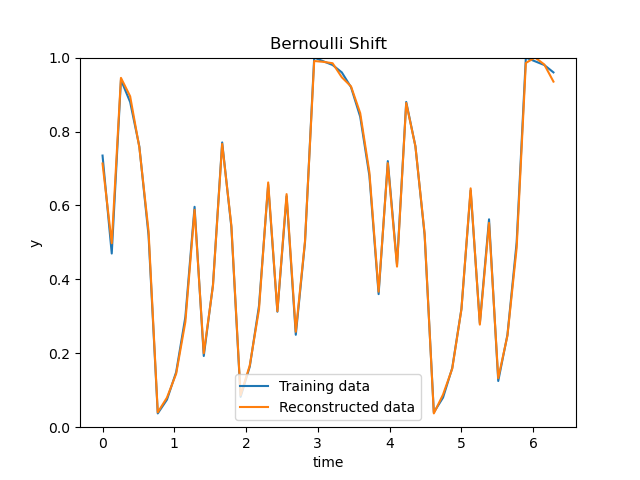 Bernoulli Shift
y
1.0
0.8
0.6
0.4
0.2
0.0
Training data
Reconstructed data
0 1 2 3 4 5 6
time